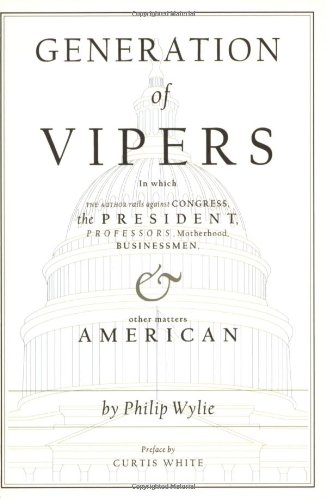 GENERATION
of
VIPERS
In which
THE AUTHOR rails against CONGRESS,
the PRESIDENT,
PROFESSORS, Motherhood,
BUSINESSMEN,
&
other matters
AMERICAN
by Philip Wylie
Preface by
CURTIS WHITE